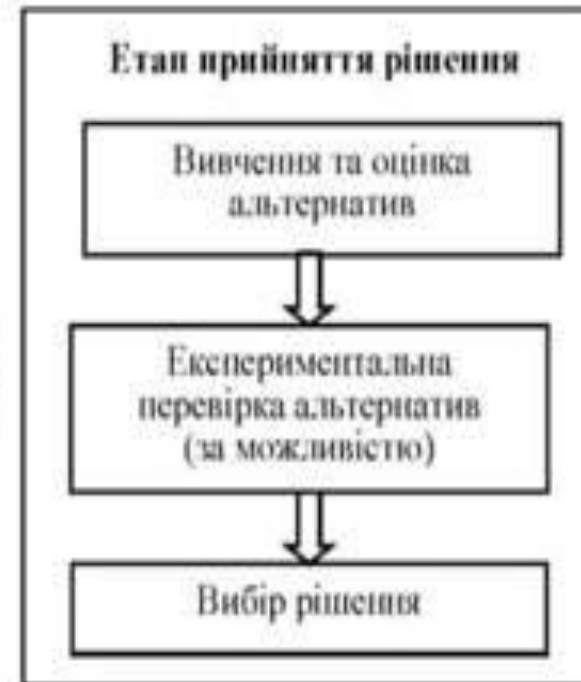 Етап прийняття рішення
Вивчення та оцінка
альтернатив
Експериментальна
перевірка альтернатив
(за можливістю)
Вибір рішення